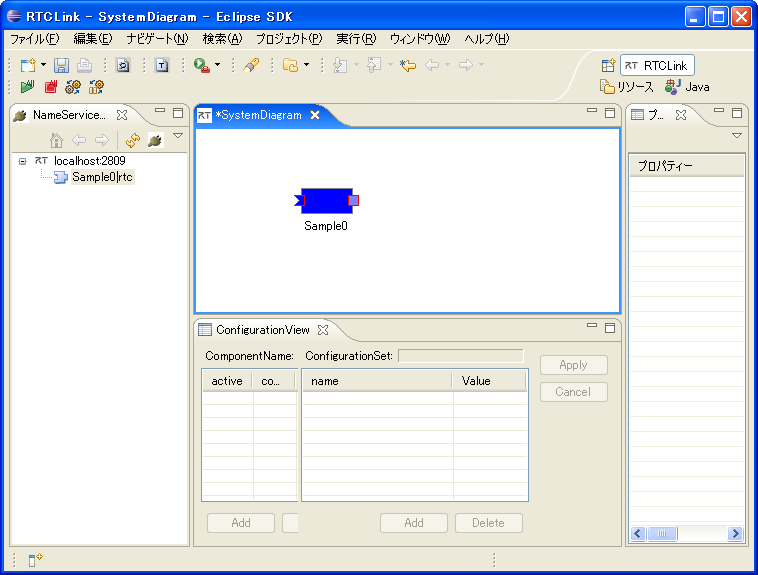 RTCLink - SystemDiagram - Eclipse SDK
ファイル(F) 編集(E) ナビゲート(N) 検索(A) プロジェクト(P) 実行(R) ウィンドウ(W) ヘルプ(H)
RT RTCLink
リソース Java
NameService...
localhost:2809
Sample0|rtc
RT *SystemDiagram
Sample0
プ...
プロパティー
ConfigurationView
ComponentName: ConfigurationSet:
active co... name Value
Apply
Cancel
Add Add Delete